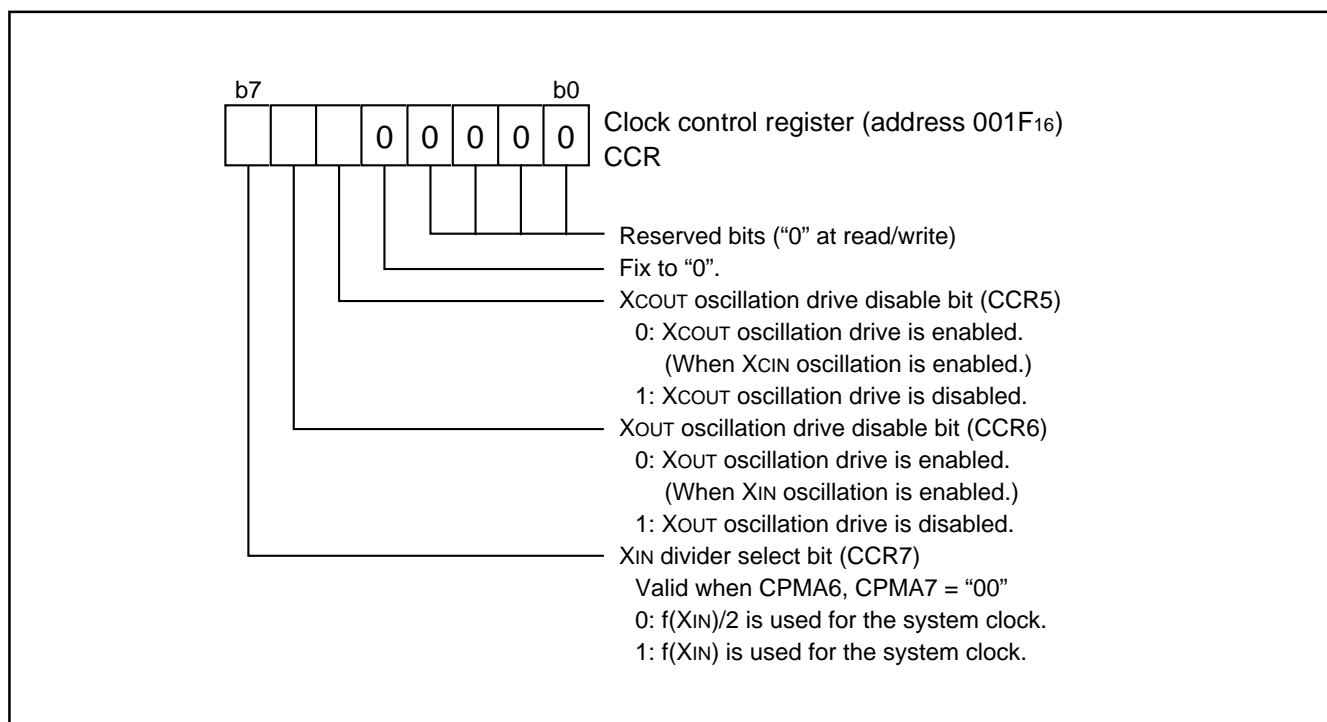 b7 b0
0 0 0 0 0
Clock control register (address 001F16)
CCR
Reserved bits (“0” at read/write)
Fix to “0”.
XCOUT oscillation drive disable bit (CCR5)
0: XCOUT oscillation drive is enabled.
(When XCIN oscillation is enabled.)
1: XCOUT oscillation drive is disabled.
XOUT oscillation drive disable bit (CCR6)
0: XOUT oscillation drive is enabled.
(When XIN oscillation is enabled.)
1: XOUT oscillation drive is disabled.
XIN divider select bit (CCR7)
Valid when CPMA6, CPMA7 = “00”
0: f(XIN)/2 is used for the system clock.
1: f(XIN) is used for the system clock.